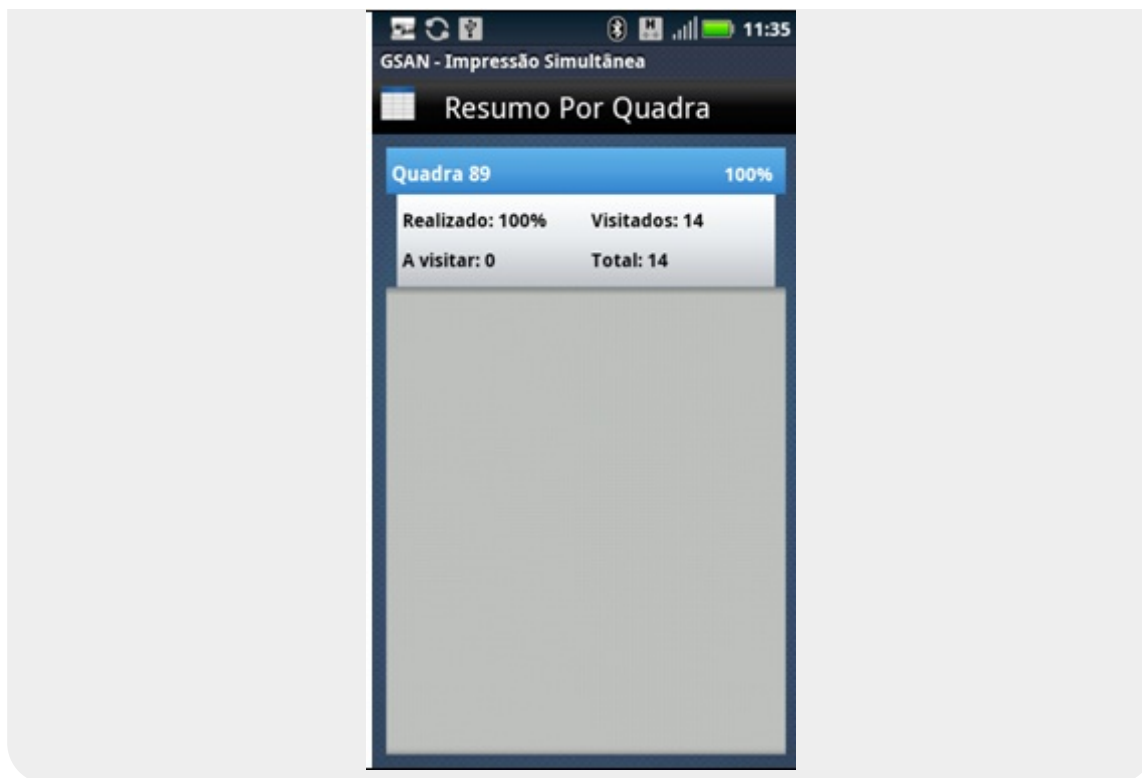 11:35
GSAN - Impressão Simultânea
Resumo Por Quadra
Quadra 89 100%
Realizado: 100% Visitados: 14
A visitar: 0 Total: 14